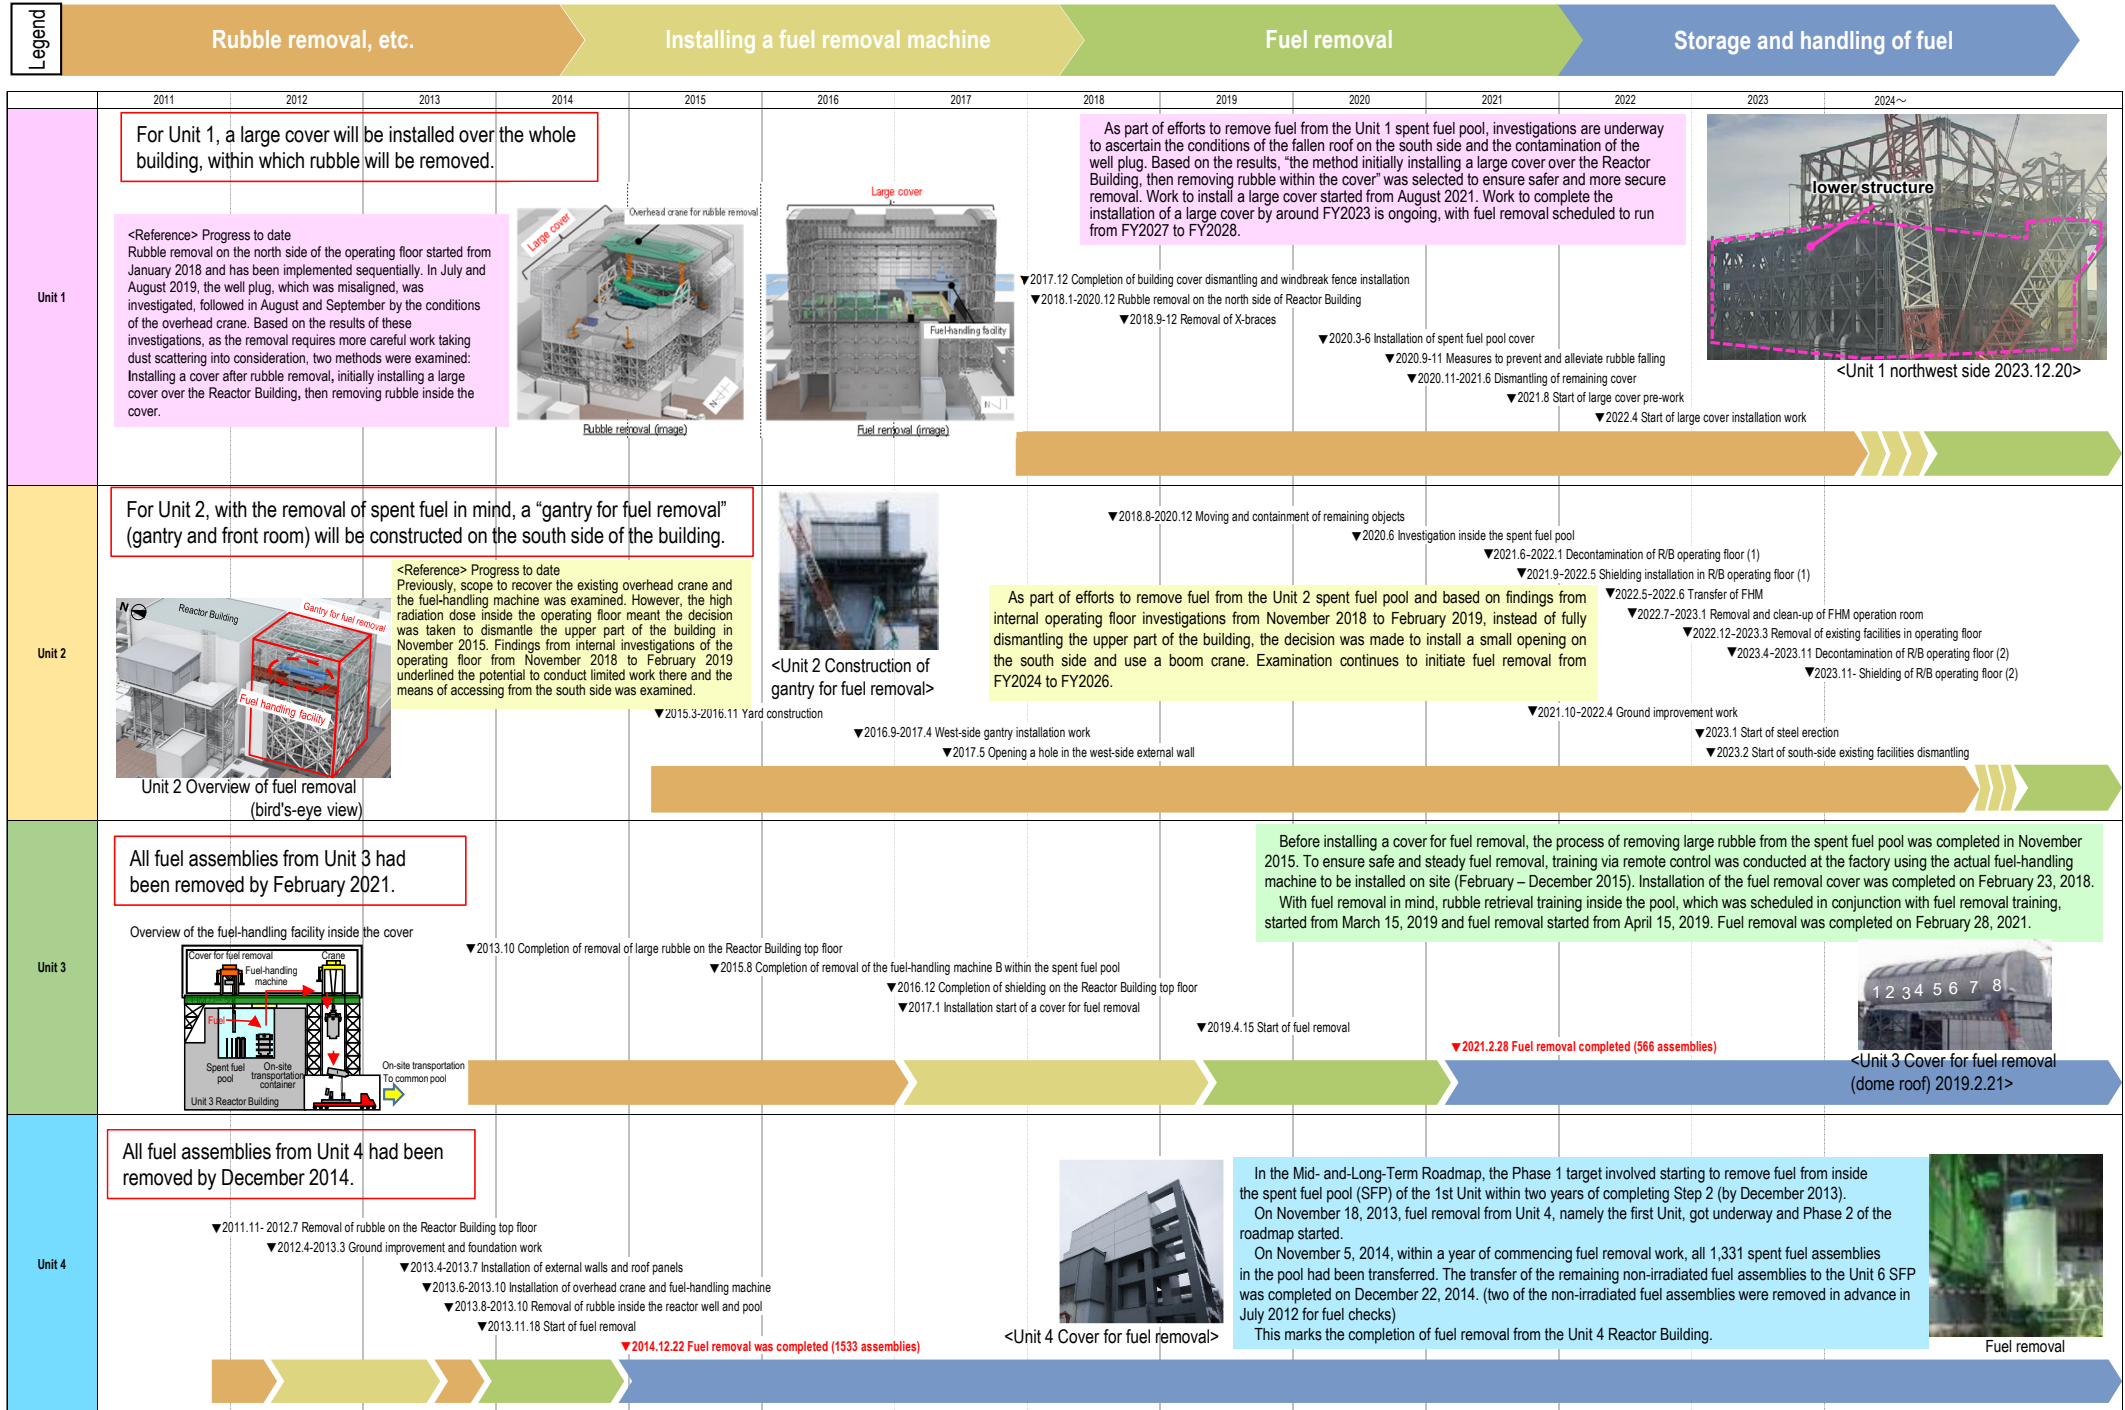 Legend
Rubble removal, etc.
Installing a fuel removal machine
Fuel removal
Storage and handling of fuel
2011 2012 2013 2014 2015 2016 2017 2018 2019 2020 2021 2022 2023 2024～
Unit 1
For Unit 1, a large cover will be installed over the whole
building, within which rubble will be removed.
<Reference> Progress to date
Rubble removal on the north side of the operating floor started from
January 2018 and has been implemented sequentially. In July and
August 2019, the well plug, which was misaligned, was
investigated, followed in August and September by the conditions
of the overhead crane. Based on the results of these
investigations, as the removal requires more careful work taking
dust scattering into consideration, two methods were examined:
Installing a cover after rubble removal, initially installing a large
cover over the Reactor Building, then removing rubble inside the
cover.
Large cover
Overhead crane for rubble removal
N
Rubble removal (image)
Large cover
Fuel-handling facility
N
Fuel removal (image)
As part of efforts to remove fuel from the Unit 1 spent fuel pool, investigations are underway
to ascertain the conditions of the fallen roof on the south side and the contamination of the
well plug. Based on the results, “the method initially installing a large cover over the Reactor
Building, then removing rubble within the cover” was selected to ensure safer and more secure
removal. Work to install a large cover started from August 2021. Work to complete the
installation of a large cover by around FY2023 is ongoing, with fuel removal scheduled to run
from FY2027 to FY2028.
lower structure
<Unit 1 northwest side 2023.12.20>
▼2017.12 Completion of building cover dismantling and windbreak fence installation
▼2018.1-2020.12 Rubble removal on the north side of Reactor Building
▼2018.9-12 Removal of X-braces
▼2020.3-6 Installation of spent fuel pool cover
▼2020.9-11 Measures to prevent and alleviate rubble falling
▼2020.11-2021.6 Dismantling of remaining cover
▼2021.8 Start of large cover pre-work
▼2022.4 Start of large cover installation work
Unit 2
For Unit 2, with the removal of spent fuel in mind, a “gantry for fuel removal”
(gantry and front room) will be constructed on the south side of the building.
N
Reactor Building
Gantry for fuel removal
Fuel handling facility
Unit 2 Overview of fuel removal
(bird's-eye view)
<Reference> Progress to date
Previously, scope to recover the existing overhead crane and
the fuel-handling machine was examined. However, the high
radiation dose inside the operating floor meant the decision
was taken to dismantle the upper part of the building in
November 2015. Findings from internal investigations of the
operating floor from November 2018 to February 2019
underlined the potential to conduct limited work there and the
means of accessing from the south side was examined.
<Unit 2 Construction of
gantry for fuel removal>
As part of efforts to remove fuel from the Unit 2 spent fuel pool and based on findings from
internal operating floor investigations from November 2018 to February 2019, instead of fully
dismantling the upper part of the building, the decision was made to install a small opening on
the south side and use a boom crane. Examination continues to initiate fuel removal from
FY2024 to FY2026.
▼2018.8-2020.12 Moving and containment of remaining objects
▼2020.6 Investigation inside the spent fuel pool
▼2021.6-2022.1 Decontamination of R/B operating floor (1)
▼2021.9-2022.5 Shielding installation in R/B operating floor (1)
▼2022.5-2022.6 Transfer of FHM
▼2022.7-2023.1 Removal and clean-up of FHM operation room
▼2022.12-2023.3 Removal of existing facilities in operating floor
▼2023.4-2023.11 Decontamination of R/B operating floor (2)
▼2023.11- Shielding of R/B operating floor (2)
▼2015.3-2016.11 Yard construction
▼2021.10-2022.4 Ground improvement work
▼2016.9-2017.4 West-side gantry installation work
▼2023.1 Start of steel erection
▼2017.5 Opening a hole in the west-side external wall
▼2023.2 Start of south-side existing facilities dismantling
Unit 3
All fuel assemblies from Unit 3 had
been removed by February 2021.
Overview of the fuel-handling facility inside the cover
Cover for fuel removal
Crane
Fuel-handling
machine
Fuel
Spent fuel
pool
On-site
transportation
container
Unit 3 Reactor Building
On-site transportation
To common pool
Before installing a cover for fuel removal, the process of removing large rubble from the spent fuel pool was completed in November
2015. To ensure safe and steady fuel removal, training via remote control was conducted at the factory using the actual fuel-handling
machine to be installed on site (February – December 2015). Installation of the fuel removal cover was completed on February 23, 2018.
With fuel removal in mind, rubble retrieval training inside the pool, which was scheduled in conjunction with fuel removal training,
started from March 15, 2019 and fuel removal started from April 15, 2019. Fuel removal was completed on February 28, 2021.
▼2013.10 Completion of removal of large rubble on the Reactor Building top floor
▼2015.8 Completion of removal of the fuel-handling machine B within the spent fuel pool
▼2016.12 Completion of shielding on the Reactor Building top floor
▼2017.1 Installation start of a cover for fuel removal
▼2019.4.15 Start of fuel removal
▼2021.2.28 Fuel removal completed (566 assemblies)
1 2 3 4 5 6 7 8
<Unit 3 Cover for fuel removal
(dome roof) 2019.2.21>
Unit 4
All fuel assemblies from Unit 4 had been
removed by December 2014.
▼2011.11- 2012.7 Removal of rubble on the Reactor Building top floor
▼2012.4-2013.3 Ground improvement and foundation work
▼2013.4-2013.7 Installation of external walls and roof panels
▼2013.6-2013.10 Installation of overhead crane and fuel-handling machine
▼2013.8-2013.10 Removal of rubble inside the reactor well and pool
▼2013.11.18 Start of fuel removal
▼2014.12.22 Fuel removal was completed (1533 assemblies)
<Unit 4 Cover for fuel removal>
In the Mid- and-Long-Term Roadmap, the Phase 1 target involved starting to remove fuel from inside
the spent fuel pool (SFP) of the 1st Unit within two years of completing Step 2 (by December 2013).
On November 18, 2013, fuel removal from Unit 4, namely the first Unit, got underway and Phase 2 of the
roadmap started.
On November 5, 2014, within a year of commencing fuel removal work, all 1,331 spent fuel assemblies
in the pool had been transferred. The transfer of the remaining non-irradiated fuel assemblies to the Unit 6 SFP
was completed on December 22, 2014. (two of the non-irradiated fuel assemblies were removed in advance in
July 2012 for fuel checks)
This marks the completion of fuel removal from the Unit 4 Reactor Building.
Fuel removal